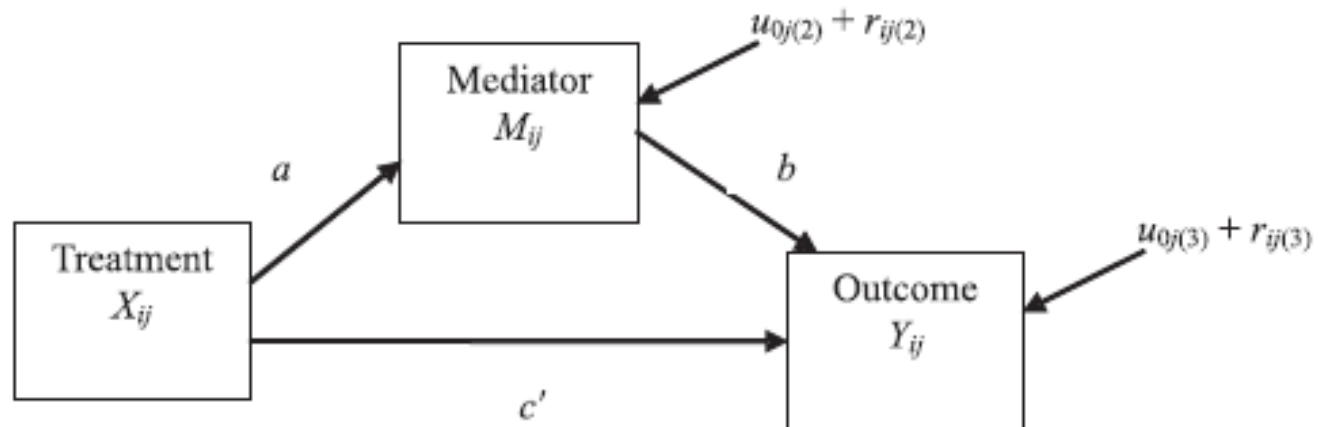 u0j(2) + rij(2)
Mediator
Mij
a
b
Treatment
Xij
u0j(3) + rij(3)
Outcome
Yij
c′